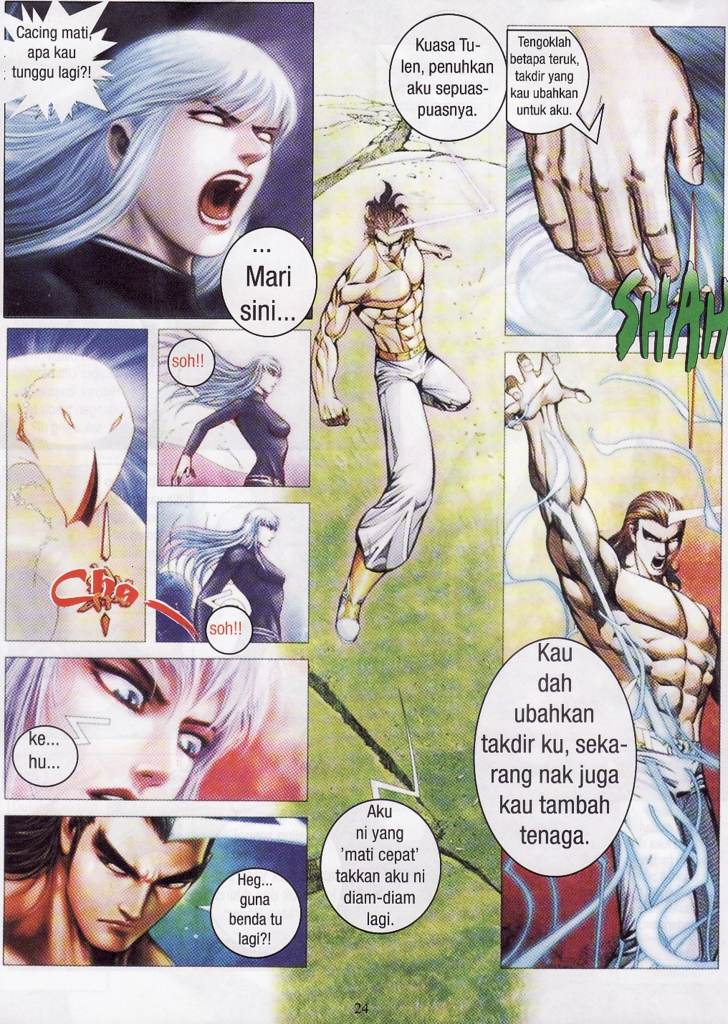 Cacing mati,
apa kau
tunggu lagi?!
...
Mari
sini...
Kuasa Tu-
len, penuhkan
aku sepuas-
puasnya.
Tengoklah
betapa teruk,
takdir yang
kau ubahkan
untuk aku.
SHAH
soh!!
soh!!
Cha
ke...
hu...
Heg...
guna
benda tu
lagi?!
Aku
ni yang
'mati cepat'
takkan aku ni
diam-diam
lagi.
Kau
dah
ubahkan
takdir ku, seka-
rang nak juga
kau tambah
tenaga.
24